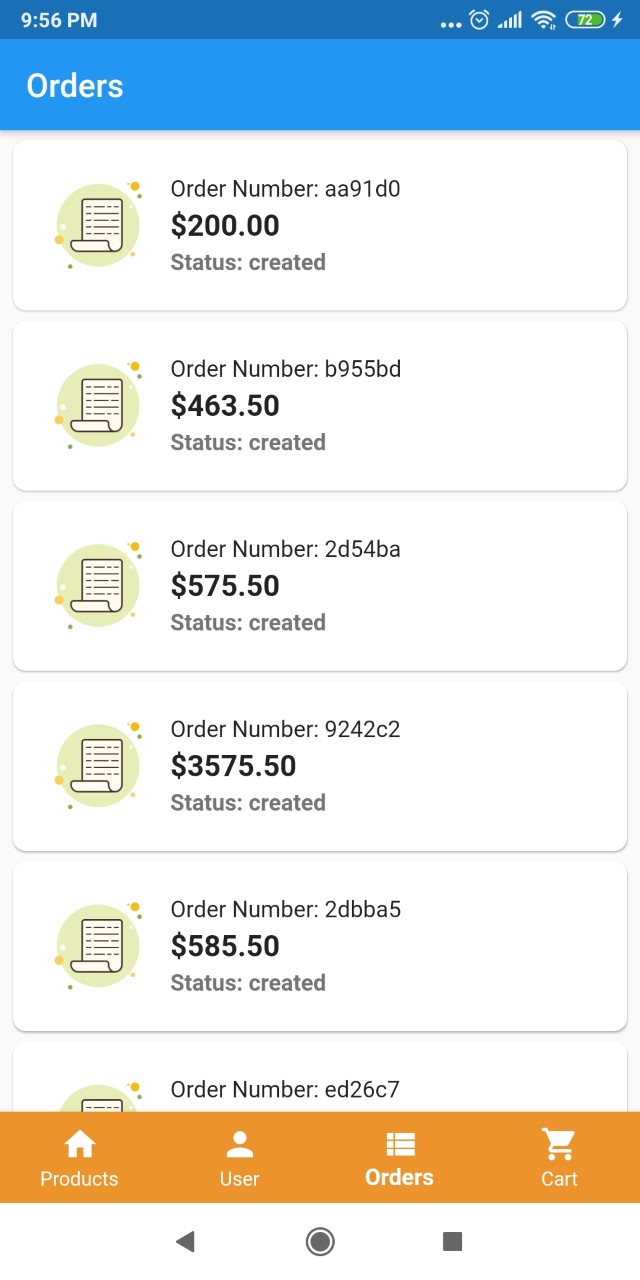 9:56 PM
72
Orders
Order Number: aa91d0
$200.00
Status: created
Order Number: b955bd
$463.50
Status: created
Order Number: 2d54ba
$575.50
Status: created
Order Number: 9242c2
$3575.50
Status: created
Order Number: 2dbba5
$585.50
Status: created
Order Number: ed26c7
Products
User
Orders
Cart